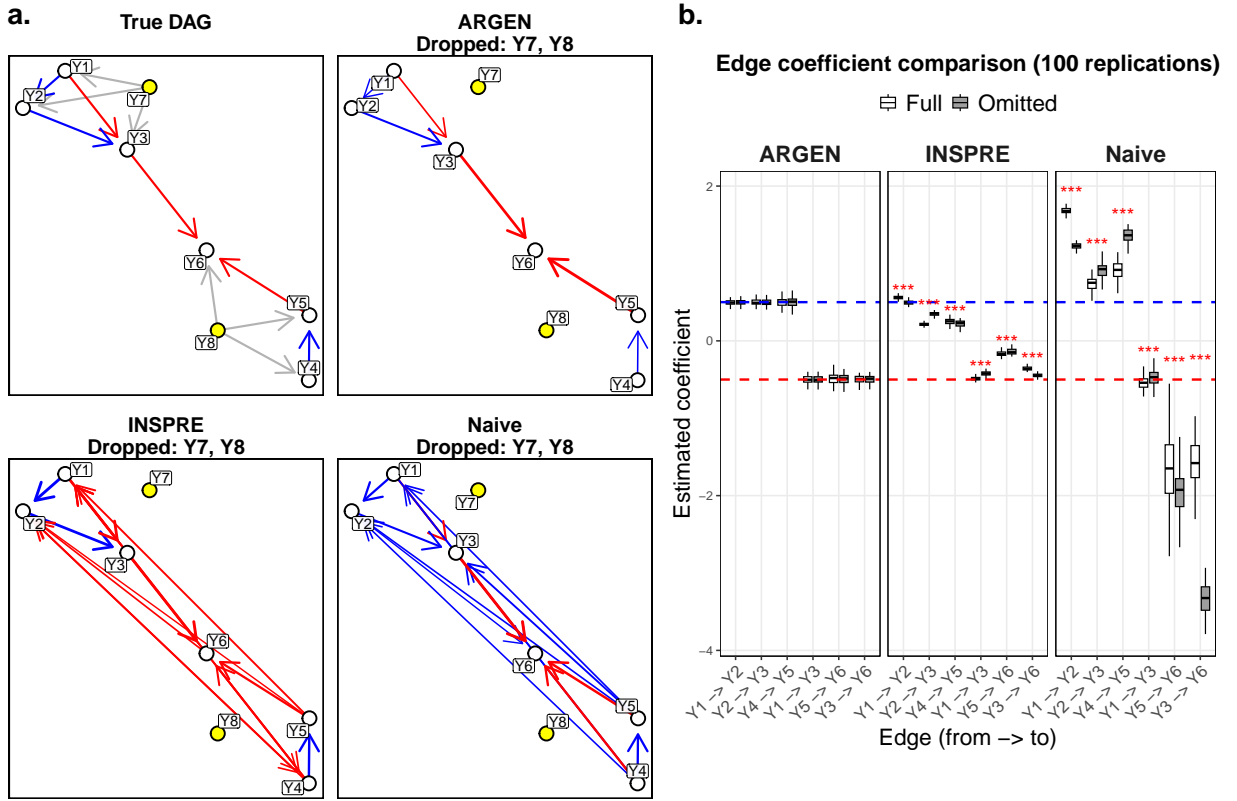 a.
True DAG
Y1
Y2
Y7
Y3
Y6
Y5
Y8
Y4
ARGEN
Dropped: Y7, Y8
Y1
Y7
Y2
Y3
Y6
Y5
Y8
Y4
INSPRE
Dropped: Y7, Y8
Y1
Y7
Y2
Y3
Y6
Y8
Y5
Y4
Naive
Dropped: Y7, Y8
Y1
Y7
Y2
Y3
Y6
Y5
Y8
Y4
b.
Edge coefficient comparison (100 replications)
Full Omitted
ARGEN INSPRE Naive
Estimated coefficient
2
0
−2
−4
***
***
***
***
***
***
***
***
***
***
***
***
Y1 −> Y2
Y2 −> Y3
Y4 −> Y5
Y1 −> Y3
Y5 −> Y6
Y3 −> Y6
Y1 −> Y2
Y2 −> Y3
Y4 −> Y5
Y1 −> Y3
Y5 −> Y6
Y3 −> Y6
Y1 −> Y2
Y2 −> Y3
Y4 −> Y5
Y1 −> Y3
Y5 −> Y6
Y3 −> Y6
Edge (from −> to)